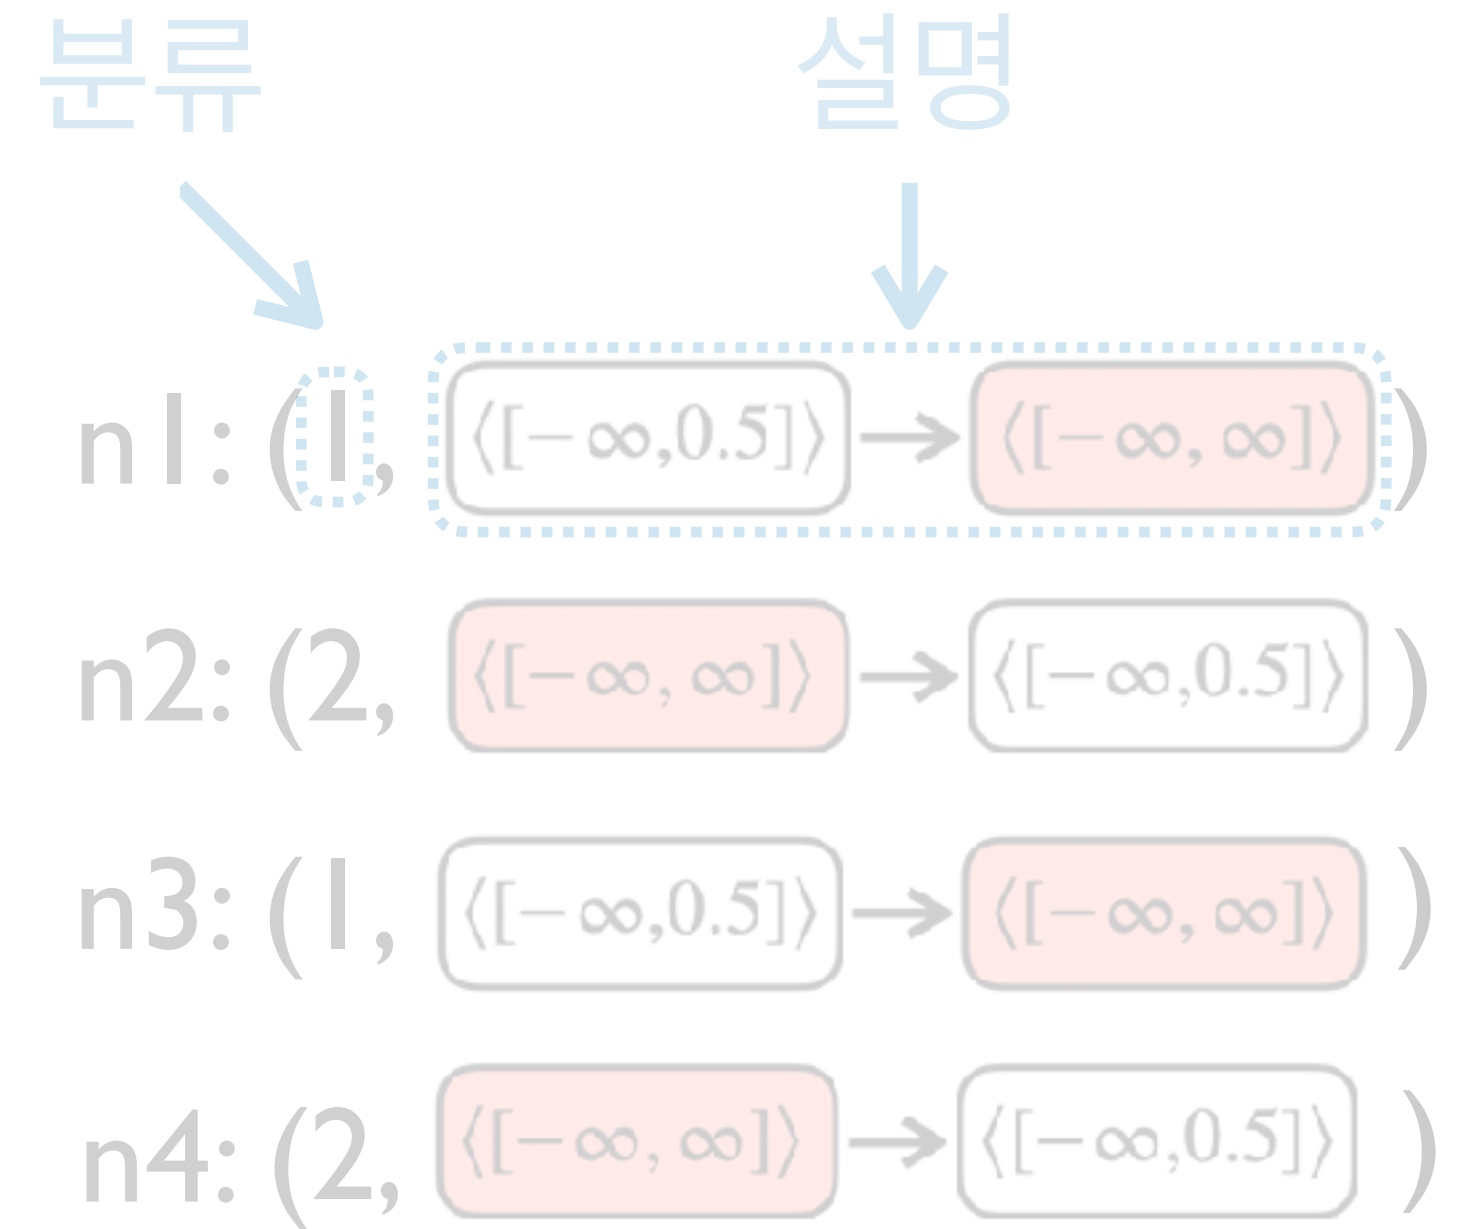 분류 설명
n1: (1, ⟨[−∞,0.5]⟩ → ⟨[−∞, ∞]⟩ )
n2: (2, ⟨[−∞, ∞]⟩ → ⟨[−∞,0.5]⟩ )
n3: (1, ⟨[−∞,0.5]⟩ → ⟨[−∞, ∞]⟩ )
n4: (2, ⟨[−∞, ∞]⟩ → ⟨[−∞,0.5]⟩ )